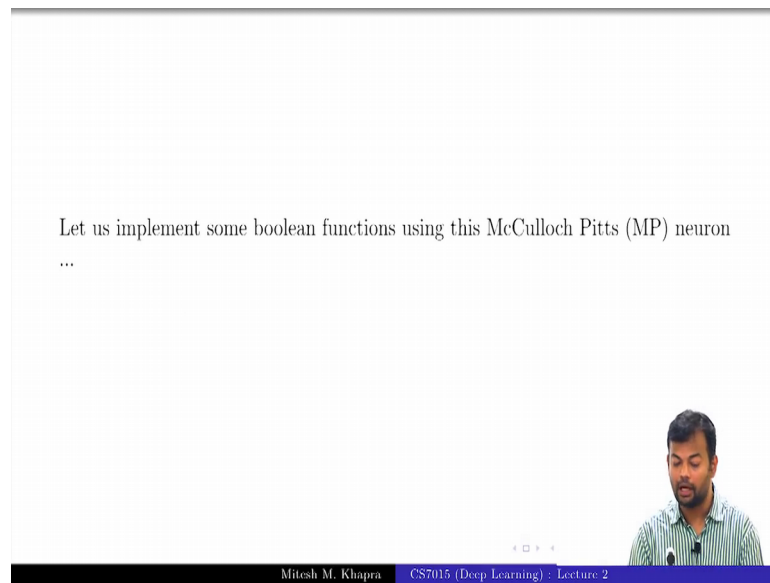 Let us implement some boolean functions using this McCulloch Pitts (MP) neuron
...
Mitesh M. Khapra CS7015 (Deep Learning) : Lecture 2